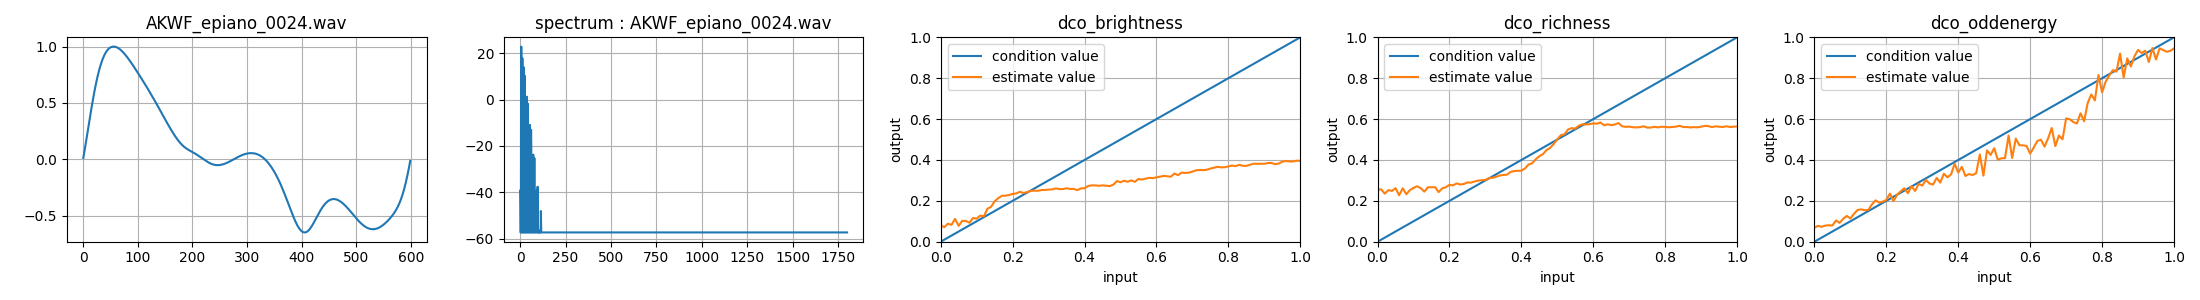 AKWF_epiano_0024.wav
1.0
0.5
0.0
−0.5
0 100 200 300 400 500 600
spectrum : AKWF_epiano_0024.wav
20
0
−20
−40
−60
0 250 500 750 1000 1250 1500 1750
dco_brightness
condition value
estimate value
output
1.0
0.8
0.6
0.4
0.2
0.0
0.0 0.2 0.4 0.6 0.8 1.0
input
dco_richness
condition value
estimate value
output
1.0
0.8
0.6
0.4
0.2
0.0
0.0 0.2 0.4 0.6 0.8 1.0
input
dco_oddenergy
condition value
estimate value
output
1.0
0.8
0.6
0.4
0.2
0.0
0.0 0.2 0.4 0.6 0.8 1.0
input